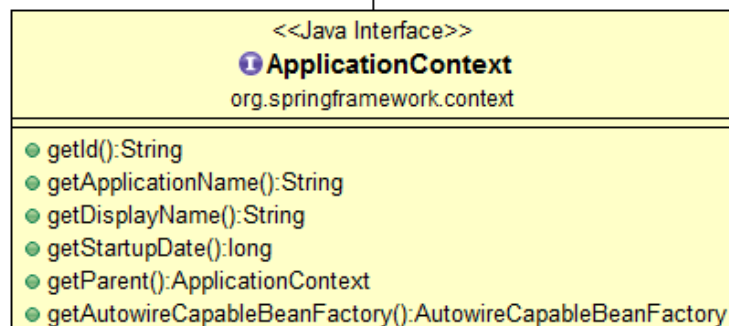 <<Java Interface>>
I ApplicationContext
org.springframework.context
getId():String
getApplicationName():String
getDisplayName():String
getStartupDate():long
getParent():ApplicationContext
getAutowireCapableBeanFactory():AutowireCapableBeanFactory